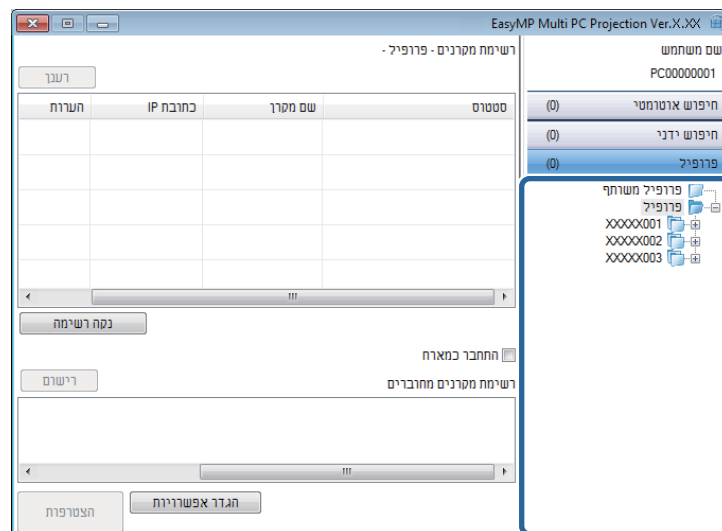 EasyMP Multi PC Projection Ver.X.XX
שם משתמש
PC00000001
חיפוש אוטומטי (0)
חיפוש ידני (0)
פרופיל (0)
פרופיל משותף
פרופיל
XXXXX001
XXXXX002
XXXXX003
רשימת מקרנים - פרופיל -
רענן
סטטוס שם מקרן כתובת IP הערות
נקה רשימה
התחבר כמארח
רשימת מקרנים מחוברים
רישום
הגדר אפשרויות
הצטרפות